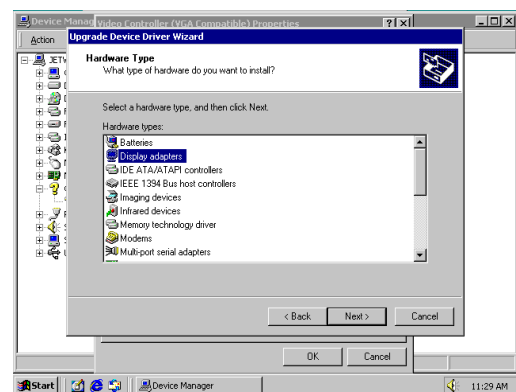 Device Manag
Video Controller (VGA Compatible) Properties
Action
Upgrade Device Driver Wizard
Hardware Type
What type of hardware do you want to install?
Select a hardware type, and then click Next.
Hardware types:
Batteries
Display adapters
IDE ATA/ATAPI controllers
IEEE 1394 Bus host controllers
Imaging devices
Infrared devices
Memory technology driver
Modems
Multi-port serial adapters
< Back
Next >
Cancel
OK
Cancel
Start
Device Manager
11:29 AM